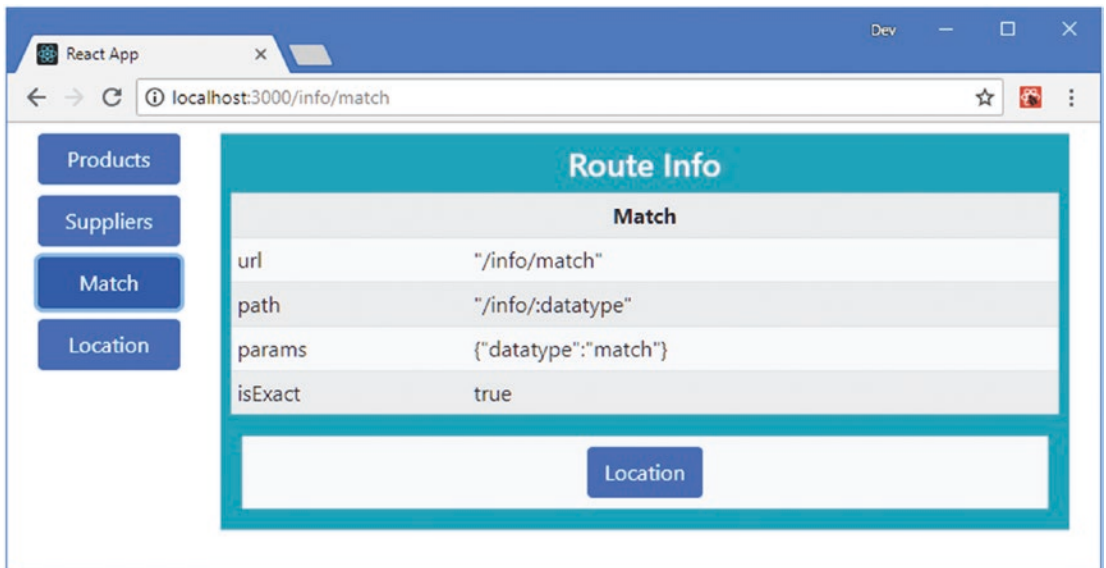 Dev
React App
localhost:3000/info/match
Products
Suppliers
Match
Location
Route Info
Match
url "/info/match"
path "/info/:datatype"
params {"datatype":"match"}
isExact true
Location